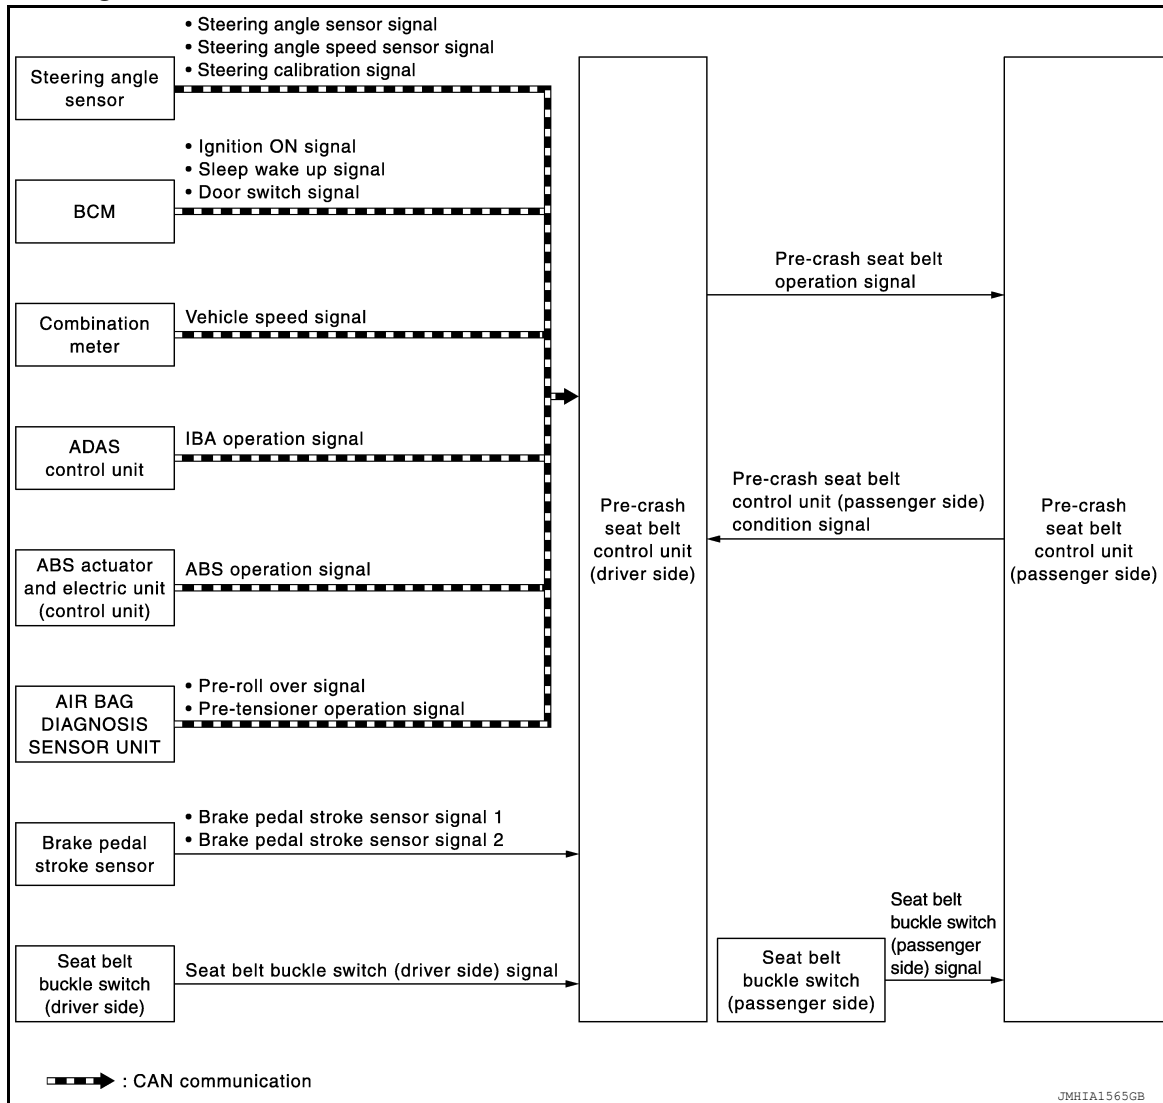 • Steering angle sensor signal
• Steering angle speed sensor signal
• Steering calibration signal
Steering angle
sensor
• Ignition ON signal
• Sleep wake up signal
• Door switch signal
BCM
Vehicle speed signal
Combination
meter
IBA operation signal
ADAS
control unit
ABS operation signal
ABS actuator
and electric unit
(control unit)
• Pre-roll over signal
• Pre-tensioner operation signal
AIR BAG
DIAGNOSIS
SENSOR UNIT
• Brake pedal stroke sensor signal 1
• Brake pedal stroke sensor signal 2
Brake pedal
stroke sensor
Seat belt buckle switch (driver side) signal
Seat belt
buckle switch
(driver side)
Pre-crash
seat belt
control unit
(driver side)
Pre-crash seat belt
operation signal
Pre-crash seat belt
control unit (passenger side)
condition signal
Seat belt
buckle switch
(passenger side)
Seat belt
buckle switch
(passenger
side) signal
Pre-crash
seat belt
control unit
(passenger side)
: CAN communication
JMHIA1565GB